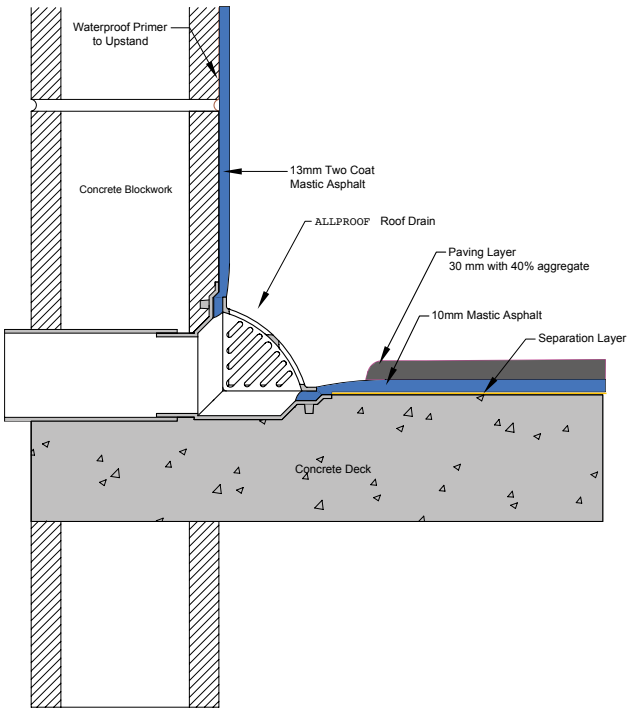 Waterproof Primer
to Upstand
13mm Two Coat
Mastic Asphalt
Concrete Blockwork
ALLPROOF Roof Drain
Paving Layer
30 mm with 40% aggregate
10mm Mastic Asphalt
Separation Layer
Concrete Deck